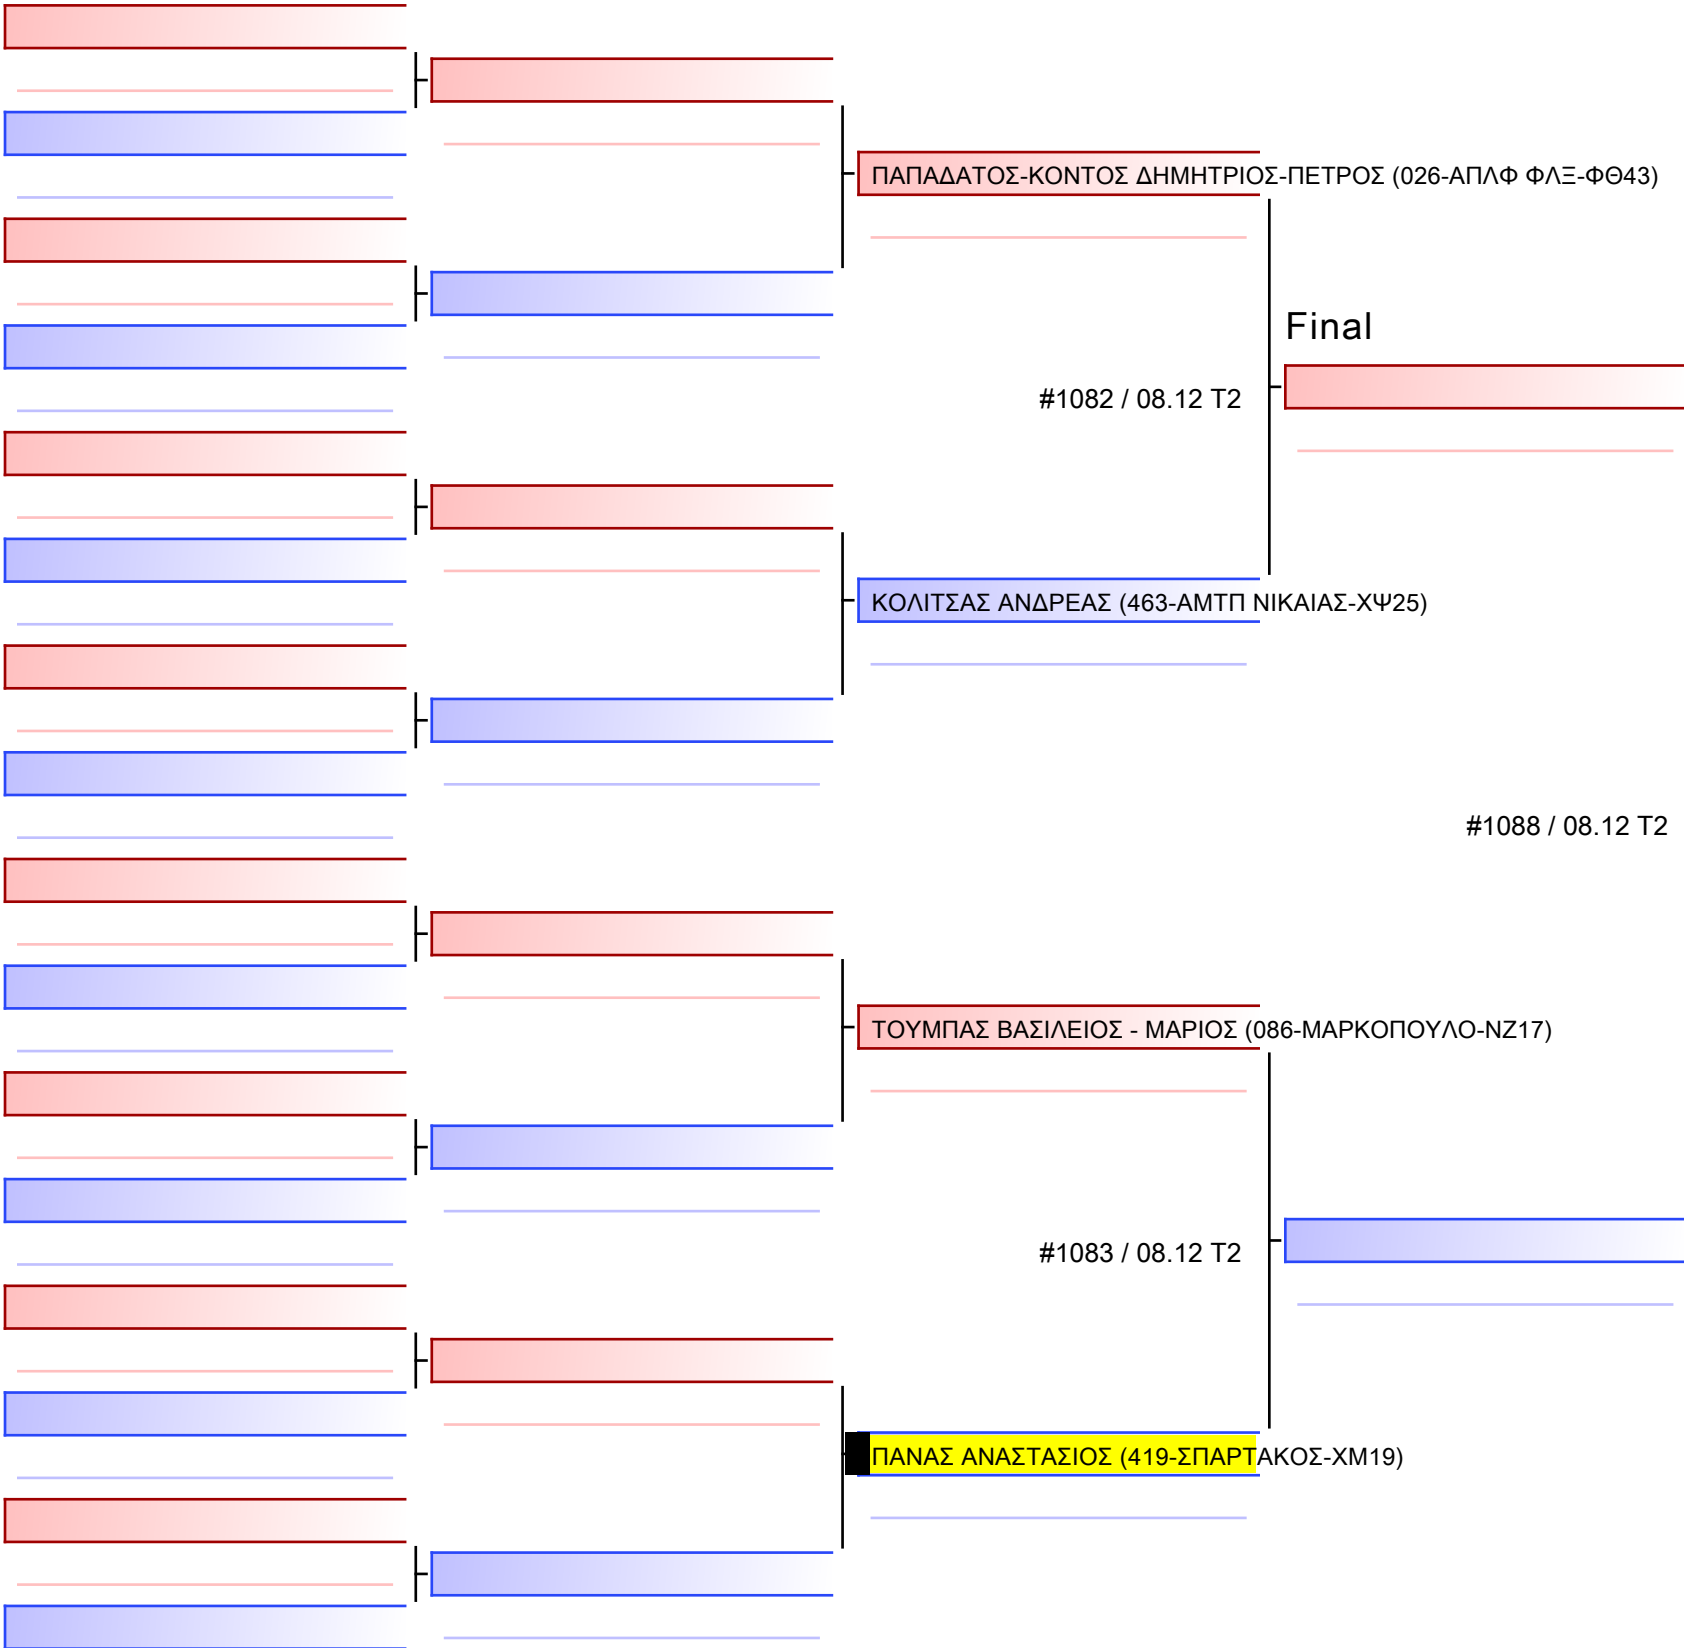 ΠΑΠΑΔΑΤΟΣ-ΚΟΝΤΟΣ ΔΗΜΗΤΡΙΟΣ-ΠΕΤΡΟΣ (026-ΑΠΛΦ ΦΛΞ-ΦΘ43)
Final
#1082 / 08.12 T2
ΚΟΛΙΤΣΑΣ ΑΝΔΡΕΑΣ (463-ΑΜΤΠ ΝΙΚΑΙΑΣ-ΧΨ25)
#1088 / 08.12 T2
ΤΟΥΜΠΑΣ ΒΑΣΙΛΕΙΟΣ - ΜΑΡΙΟΣ (086-ΜΑΡΚΟΠΟΥΛΟ-ΝΖ17)
#1083 / 08.12 T2
ΠΑΝΑΣ ΑΝΑΣΤΑΣΙΟΣ (419-ΣΠΑΡΤΑΚΟΣ-ΧΜ19)